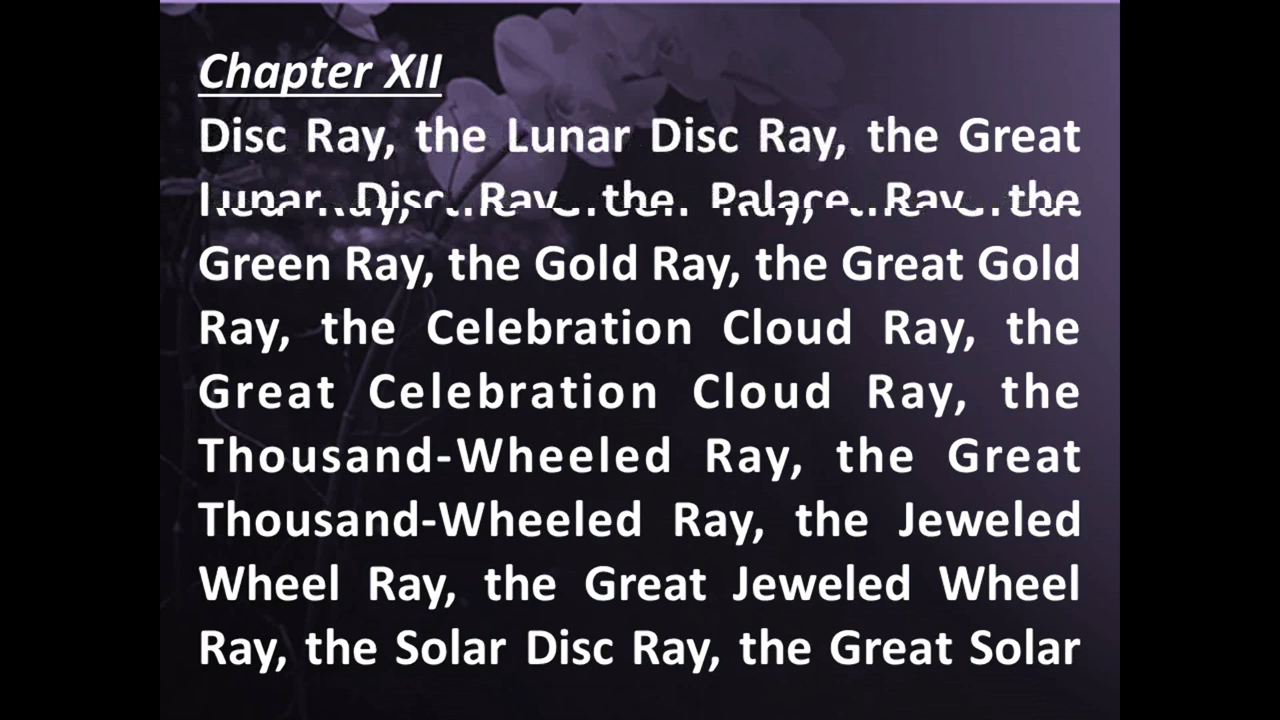 Chapter XII
Disc Ray, the Lunar Disc Ray, the Great
Lunar Disc Ray, the Palace Ray, the
Green Ray, the Gold Ray, the Great Gold
Ray, the Celebration Cloud Ray, the
Great Celebration Cloud Ray, the
Thousand-Wheeled Ray, the Great
Thousand-Wheeled Ray, the Jeweled
Wheel Ray, the Great Jeweled Wheel
Ray, the Solar Disc Ray, the Great Solar